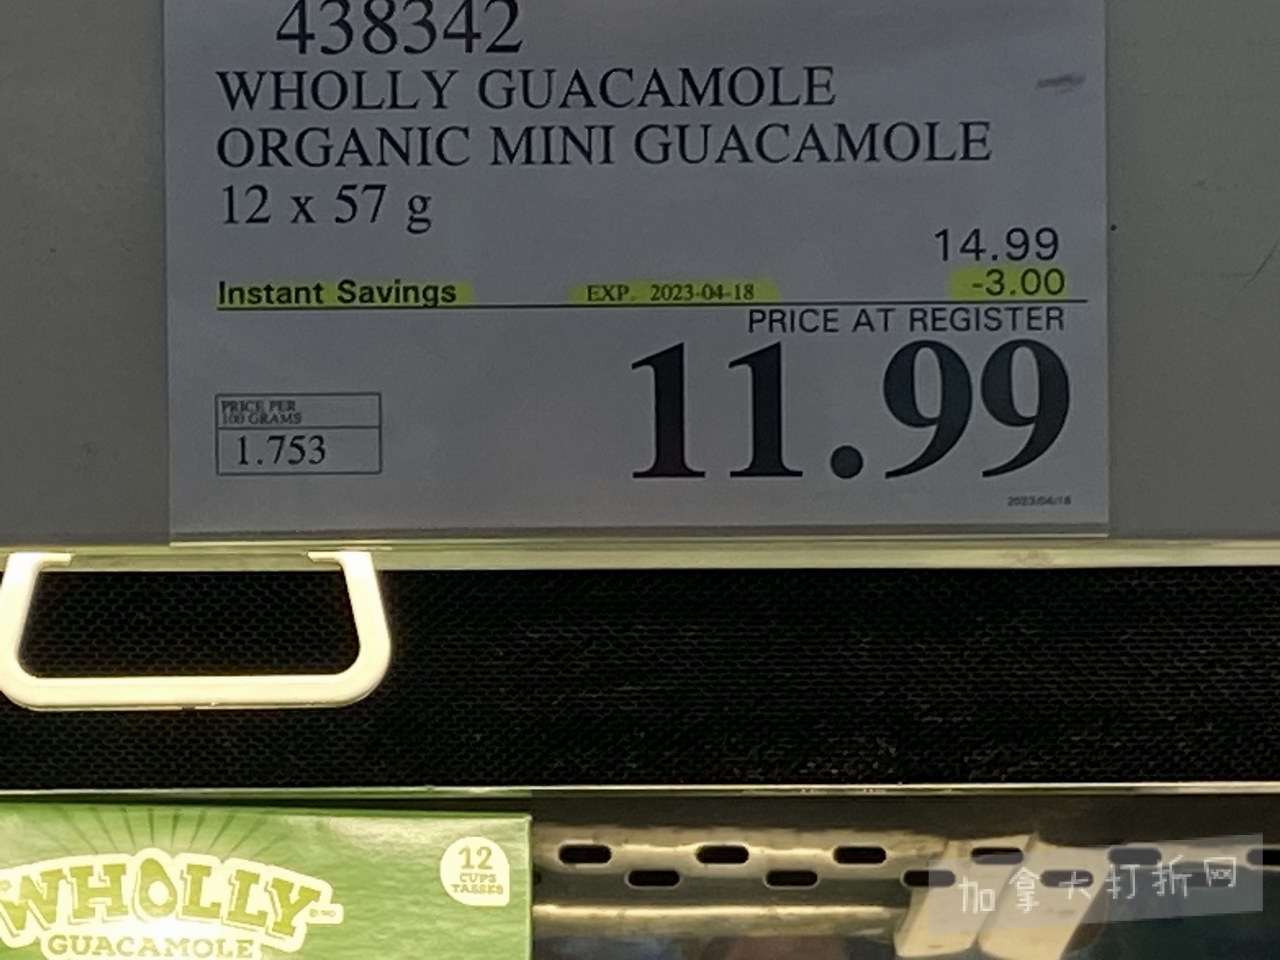 438342
WHOLLY GUACAMOLE
ORGANIC MINI GUACAMOLE
12 x 57 g
14.99
Instant Savings EXP. 2023-04-18 -3.00
PRICE AT REGISTER
11.99
PRICE PER
100 GRAMS
1.753
2023/04/18
12
CUPS
TASSES
WHOLLY
GUACAMOLE
加拿大打折网